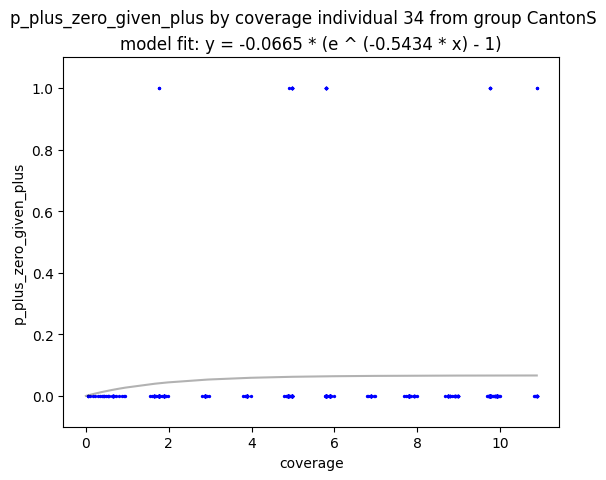 p_plus_zero_given_plus by coverage individual 34 from group CantonS
model fit: y = -0.0665 * (e ^ (-0.5434 * x) - 1)
1.0
0.8
0.6
0.4
0.2
0.0
p_plus_zero_given_plus
0 2 4 6 8 10
coverage